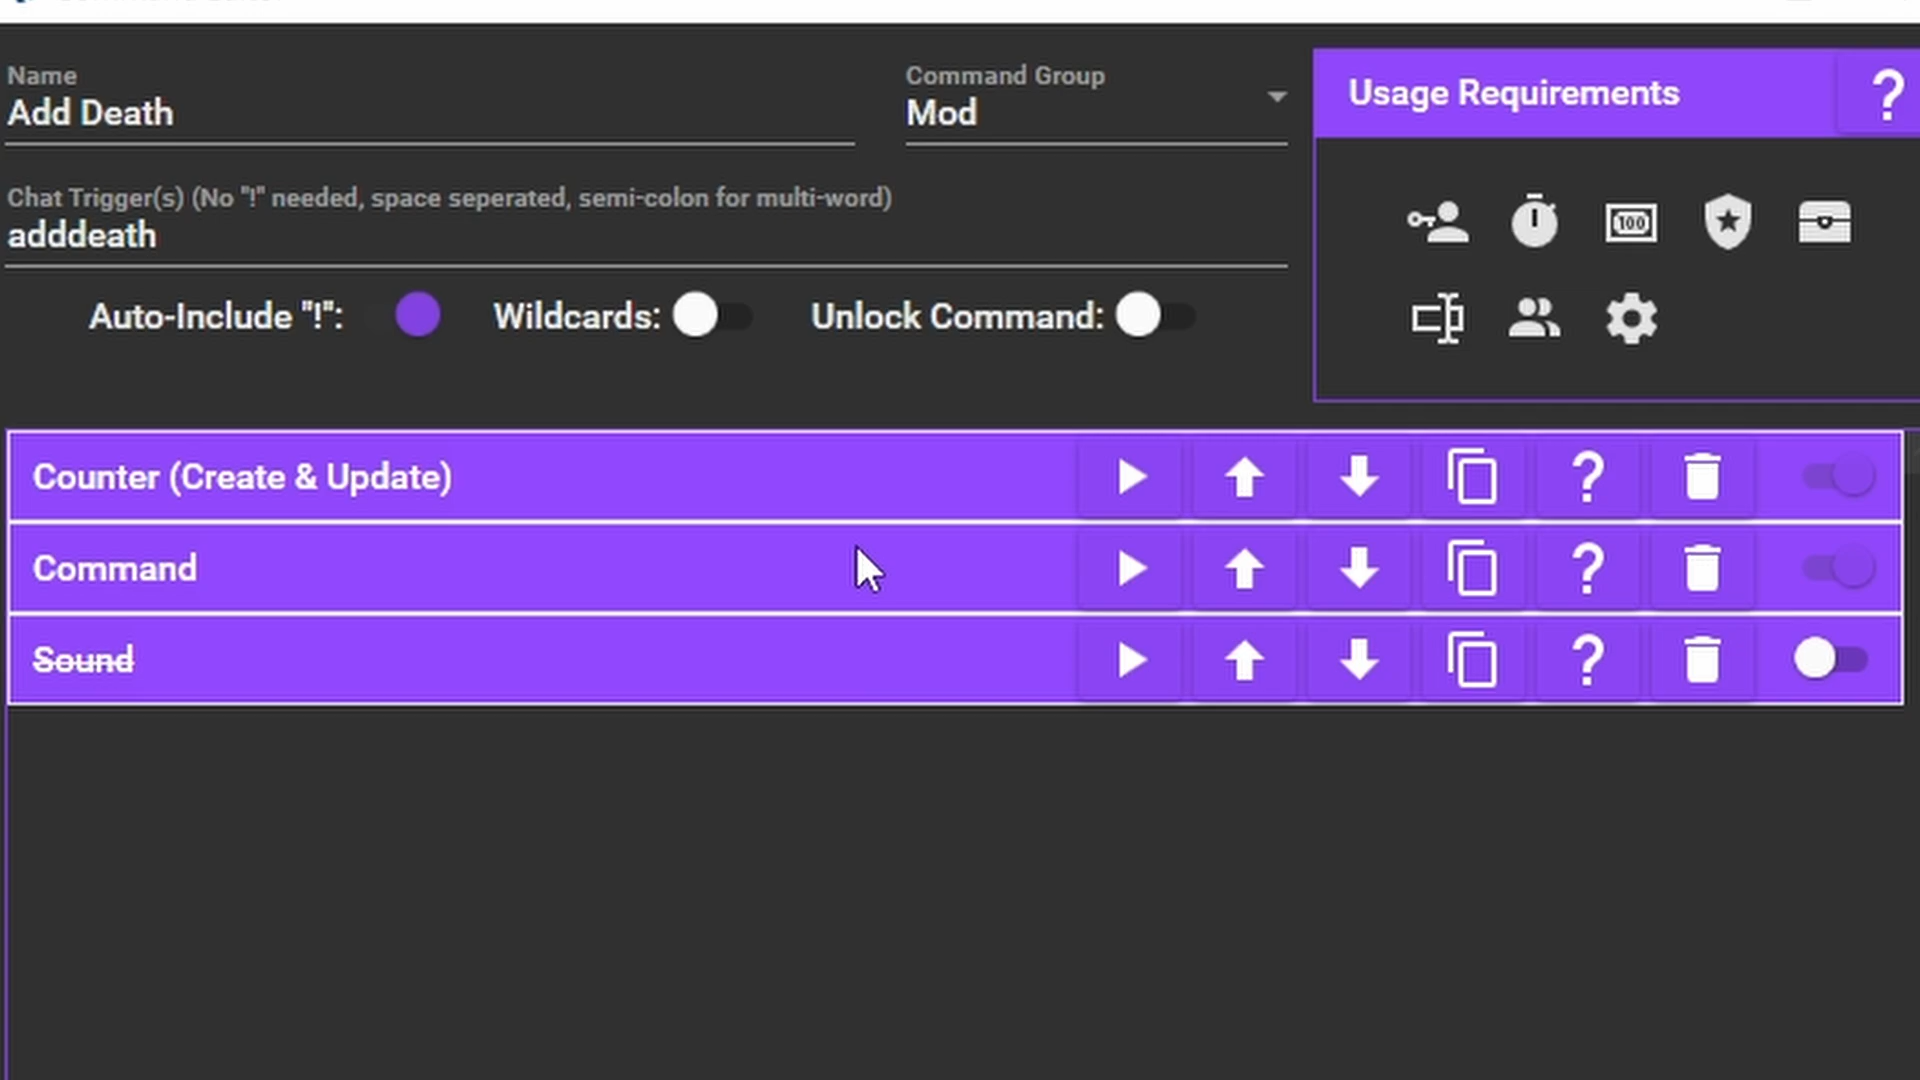 Name
Add Death
Command Group
Mod
Usage Requirements
?
Chat Trigger(s) (No "!" needed, space seperated, semi-colon for multi-word)
adddeath
100
Auto-Include "!":
Wildcards:
Unlock Command:
Counter (Create & Update)
?
Command
?
Sound
?